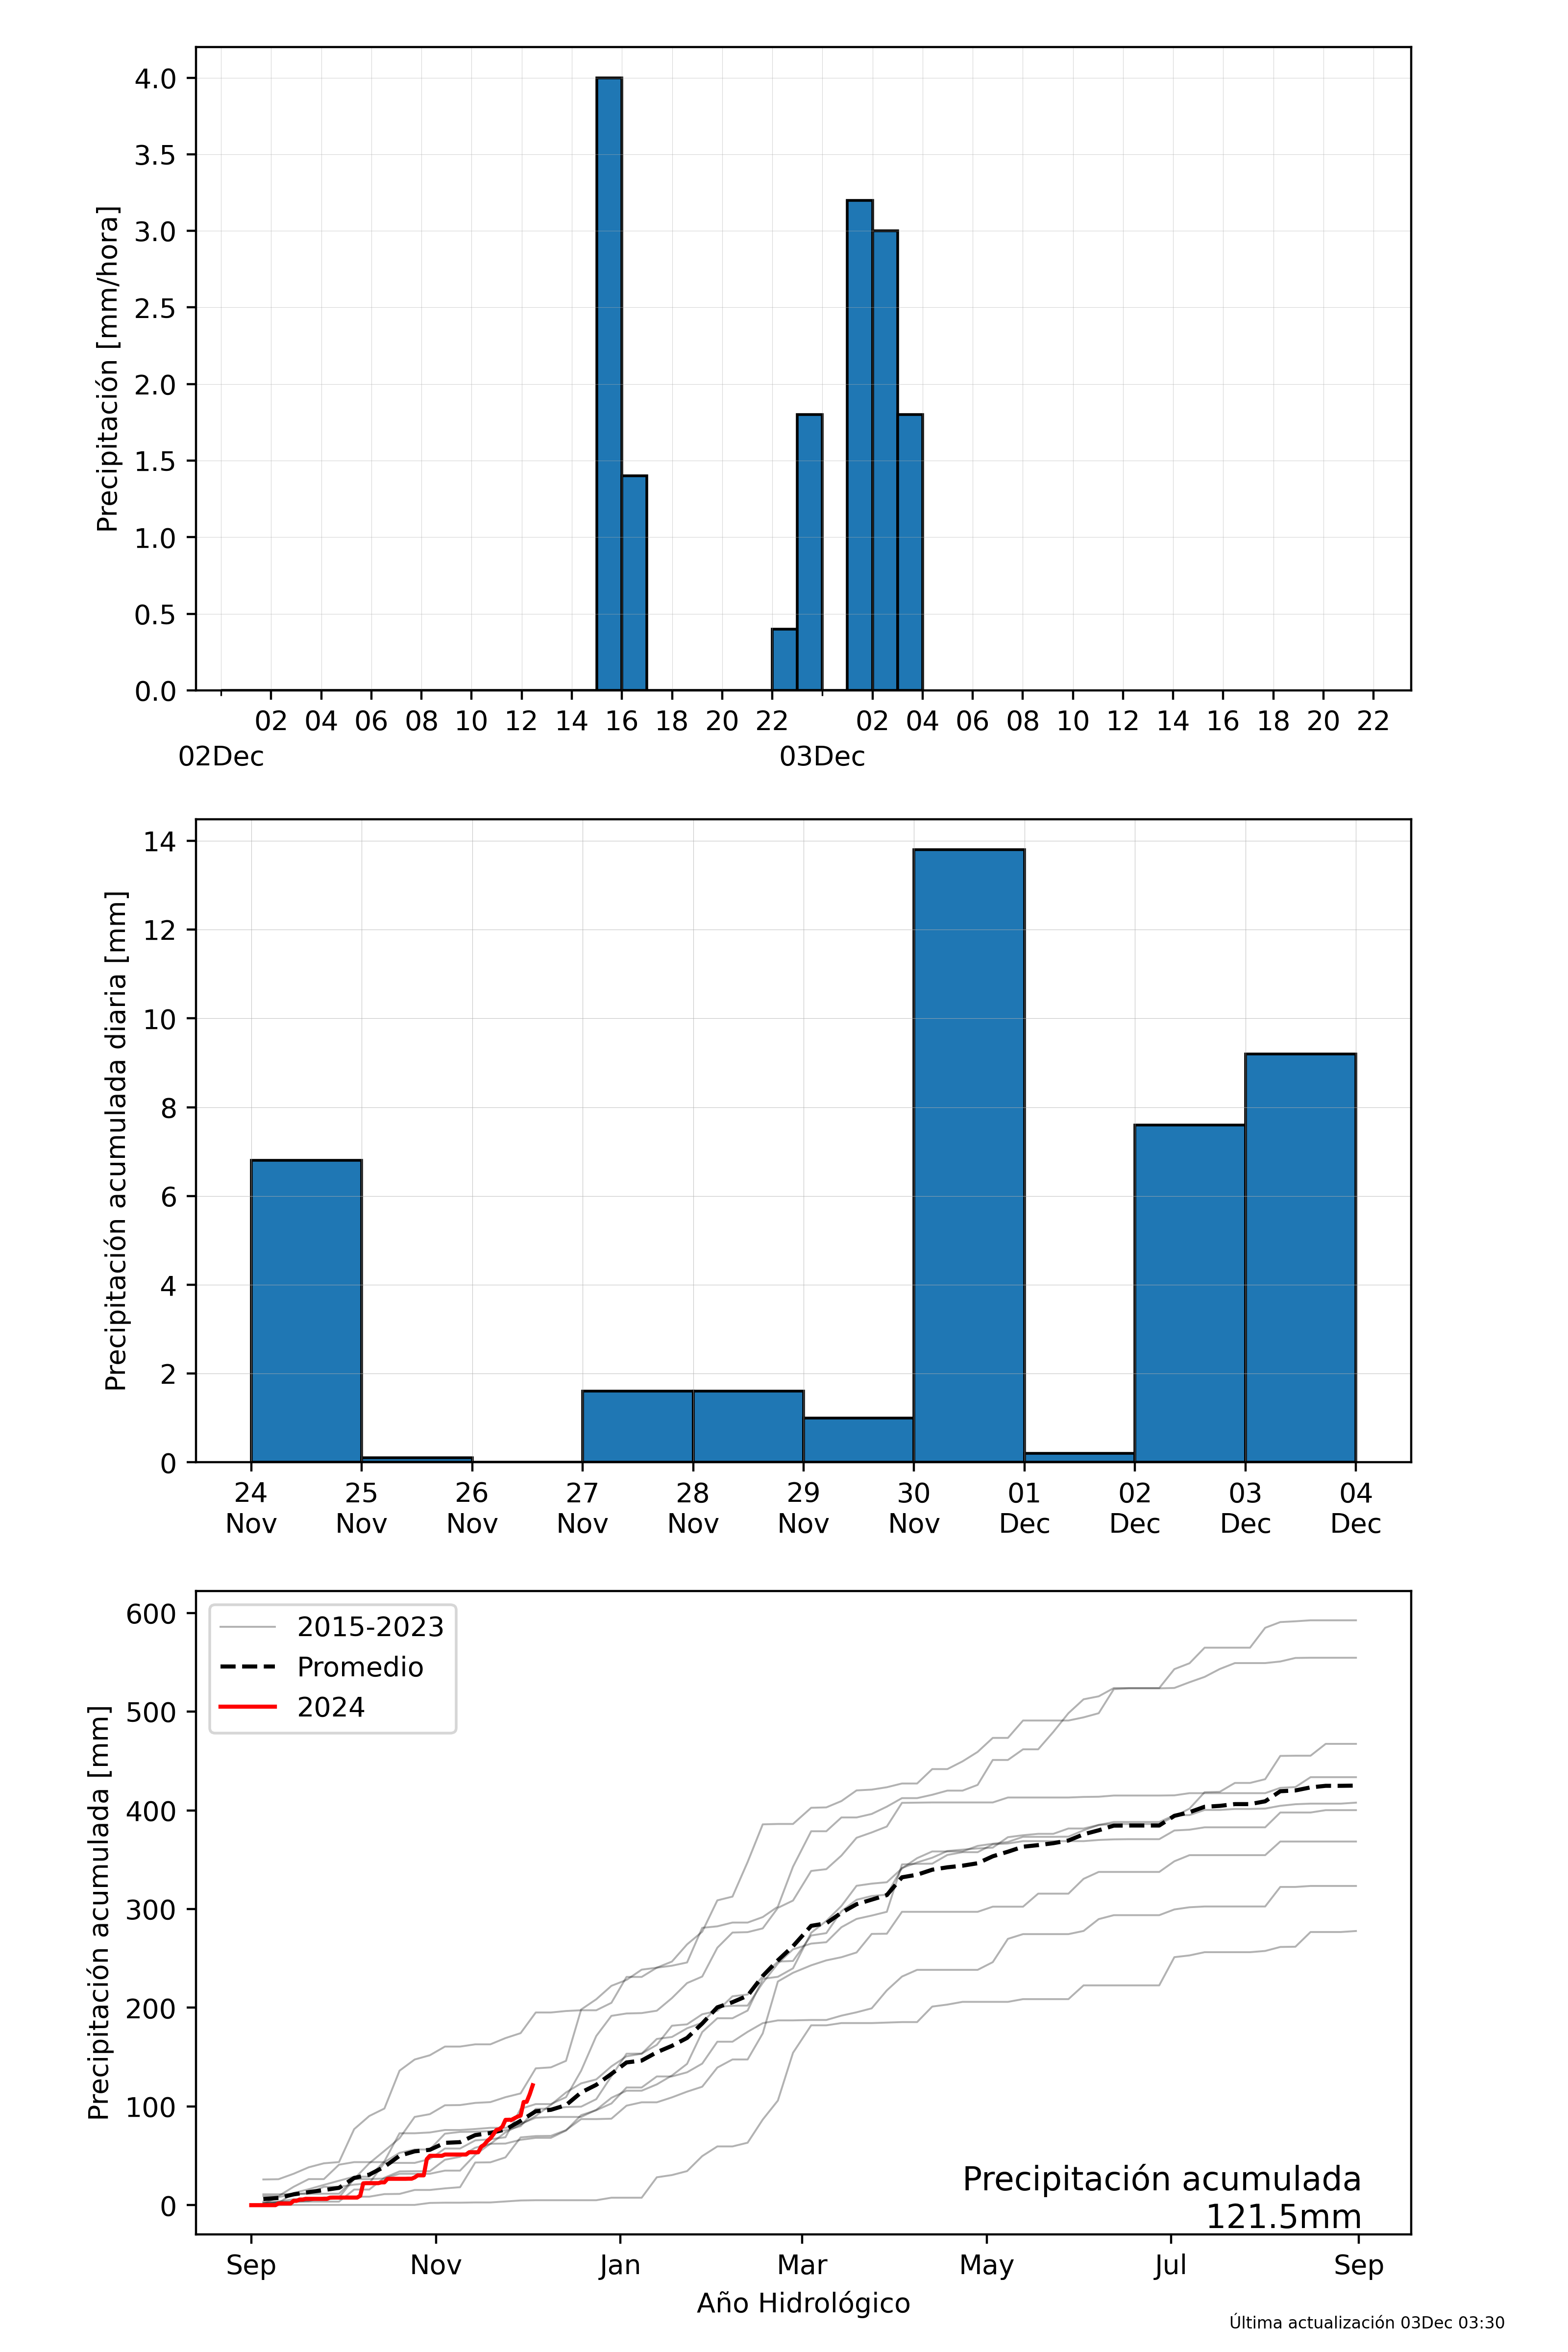 4.0
3.5
3.0
2.5
2.0
1.5
1.0
0.5
0.0
Precipitación [mm/hora]
02 04 06 08 10 12 14 16 18 20 22 02 04 06 08 10 12 14 16 18 20 22
02Dec 03Dec
14
12
10
8
6
4
2
0
Precipitación acumulada diaria [mm]
24 25 26 27 28 29 30 01 02 03 04
Nov Nov Nov Nov Nov Nov Nov Dec Dec Dec Dec
600
500
400
300
200
100
0
Precipitación acumulada [mm]
2015-2023
Promedio
2024
Precipitación acumulada
121.5mm
Sep Nov Jan Mar May Jul Sep
Año Hidrológico
Última actualización 03Dec 03:30